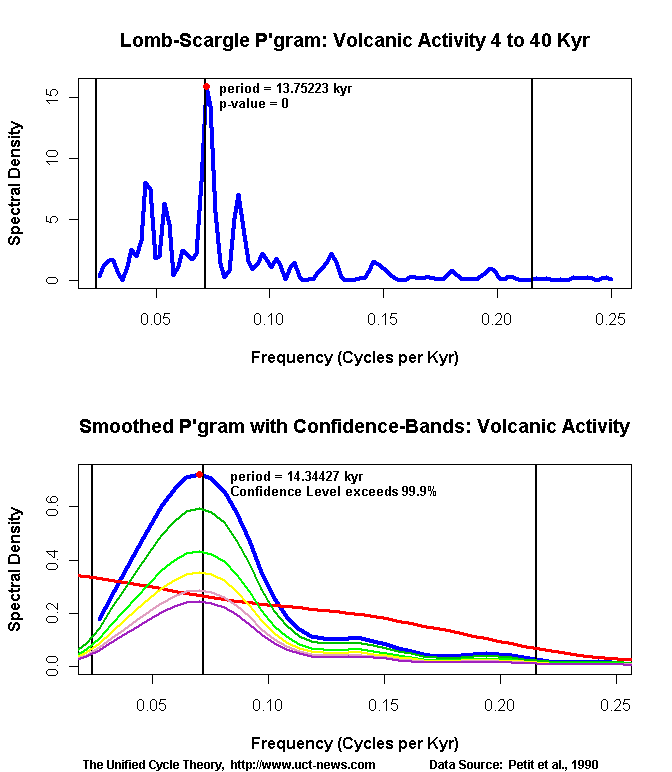 Lomb-Scargle P'gram: Volcanic Activity 4 to 40 Kyr
period = 13.75223 kyr
p-value = 0
Spectral Density
15
10
5
0
0.05 0.10 0.15 0.20 0.25
Frequency (Cycles per Kyr)
Smoothed P'gram with Confidence-Bands: Volcanic Activity
period = 14.34427 kyr
Confidence Level exceeds 99.9%
Spectral Density
0.6
0.4
0.2
0.0
0.05 0.10 0.15 0.20 0.25
Frequency (Cycles per Kyr)
The Unified Cycle Theory, http://www.uct-news.com Data Source: Petit et al., 1990